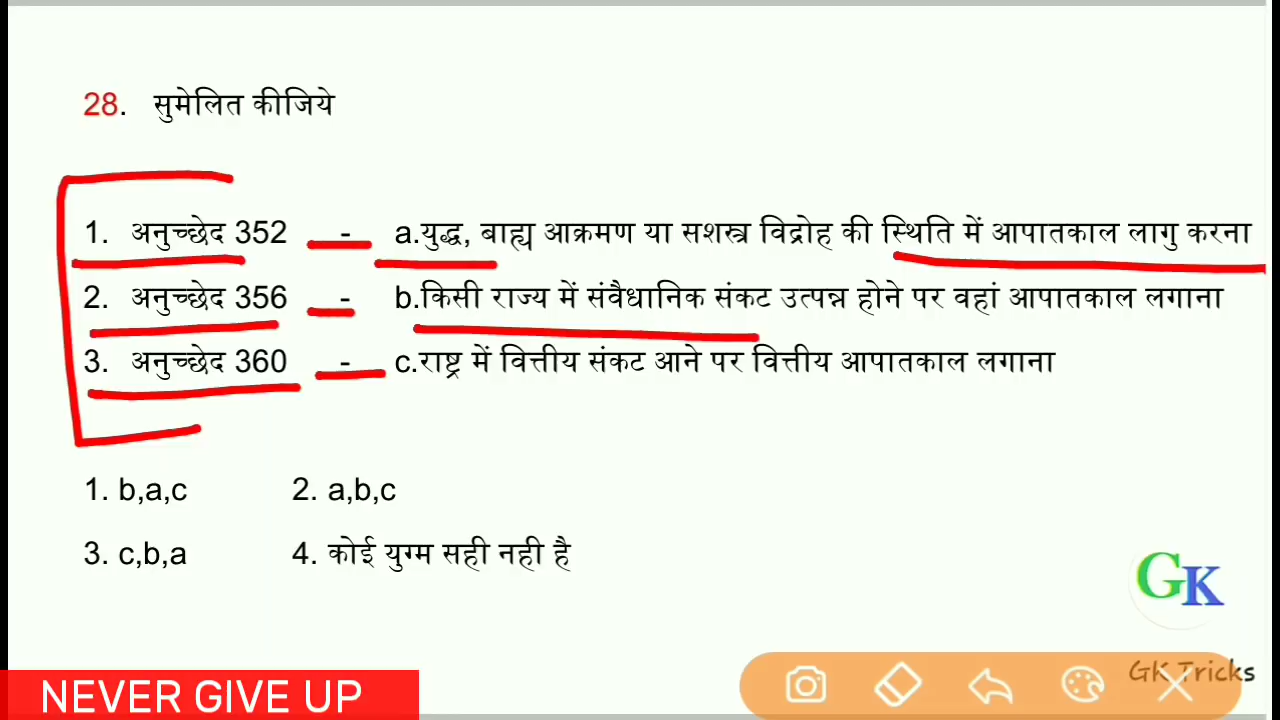 28. सुमेलित कीजिये
1. अनुच्छेद 352 - a.युद्ध, बाह्य आक्रमण या सशस्त्र विद्रोह की स्थिति में आपातकाल लागु करना
2. अनुच्छेद 356 - b.किसी राज्य में संवैधानिक संकट उत्पन्न होने पर वहां आपातकाल लगाना
3. अनुच्छेद 360 - c.राष्ट्र में वित्तीय संकट आने पर वित्तीय आपातकाल लगाना
1. b,a,c 2. a,b,c
3. c,b,a 4. कोई युग्म सही नही है
GK
GK Tricks
NEVER GIVE UP